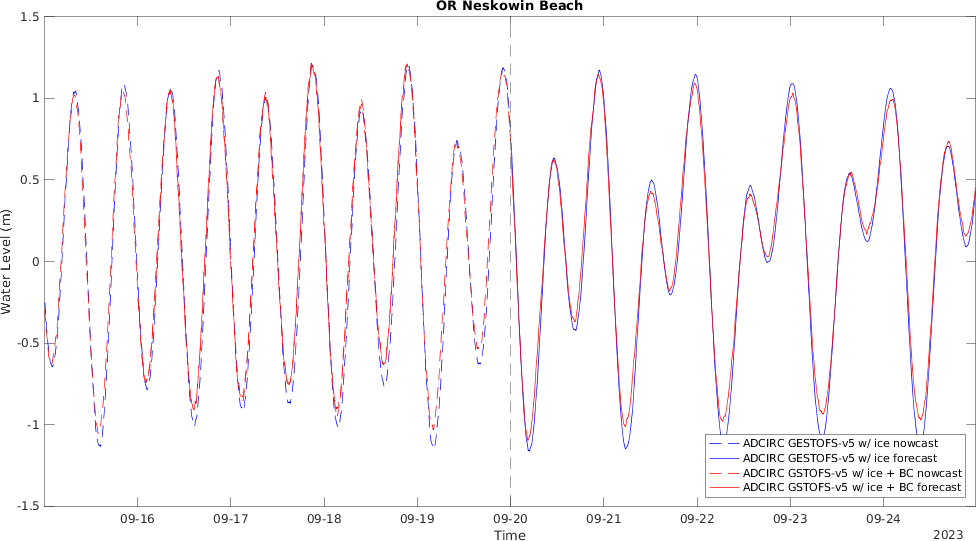 OR Neskowin Beach
1.5
1
0.5
0
-0.5
-1
-1.5
Water Level (m)
09-16 09-17 09-18 09-19 09-20 09-21 09-22 09-23 09-24
Time
2023
ADCIRC GESTOFS-v5 w/ ice nowcast
ADCIRC GESTOFS-v5 w/ ice forecast
ADCIRC GSTOFS-v5 w/ ice + BC nowcast
ADCIRC GSTOFS-v5 w/ ice + BC forecast